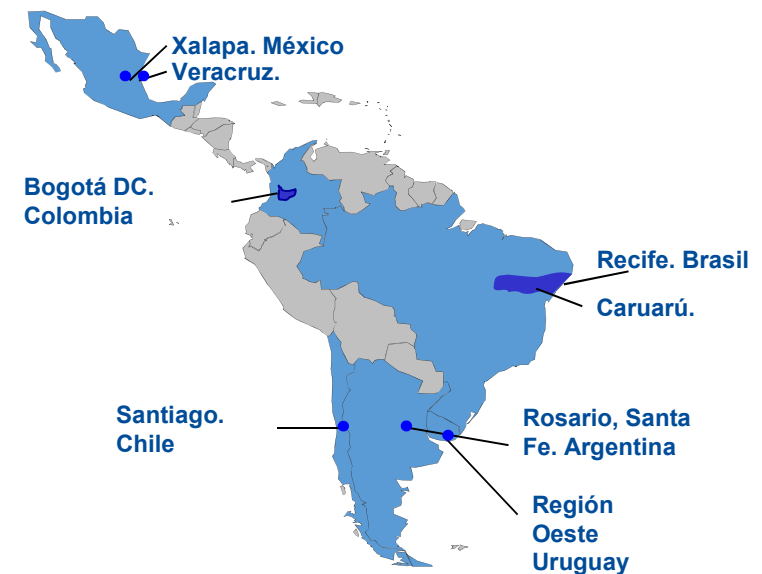 Xalapa. México
Veracruz.
Bogotá DC.
Colombia
Recife. Brasil
Caruarú.
Santiago.
Chile
Rosario, Santa
Fe. Argentina
Región
Oeste
Uruguay